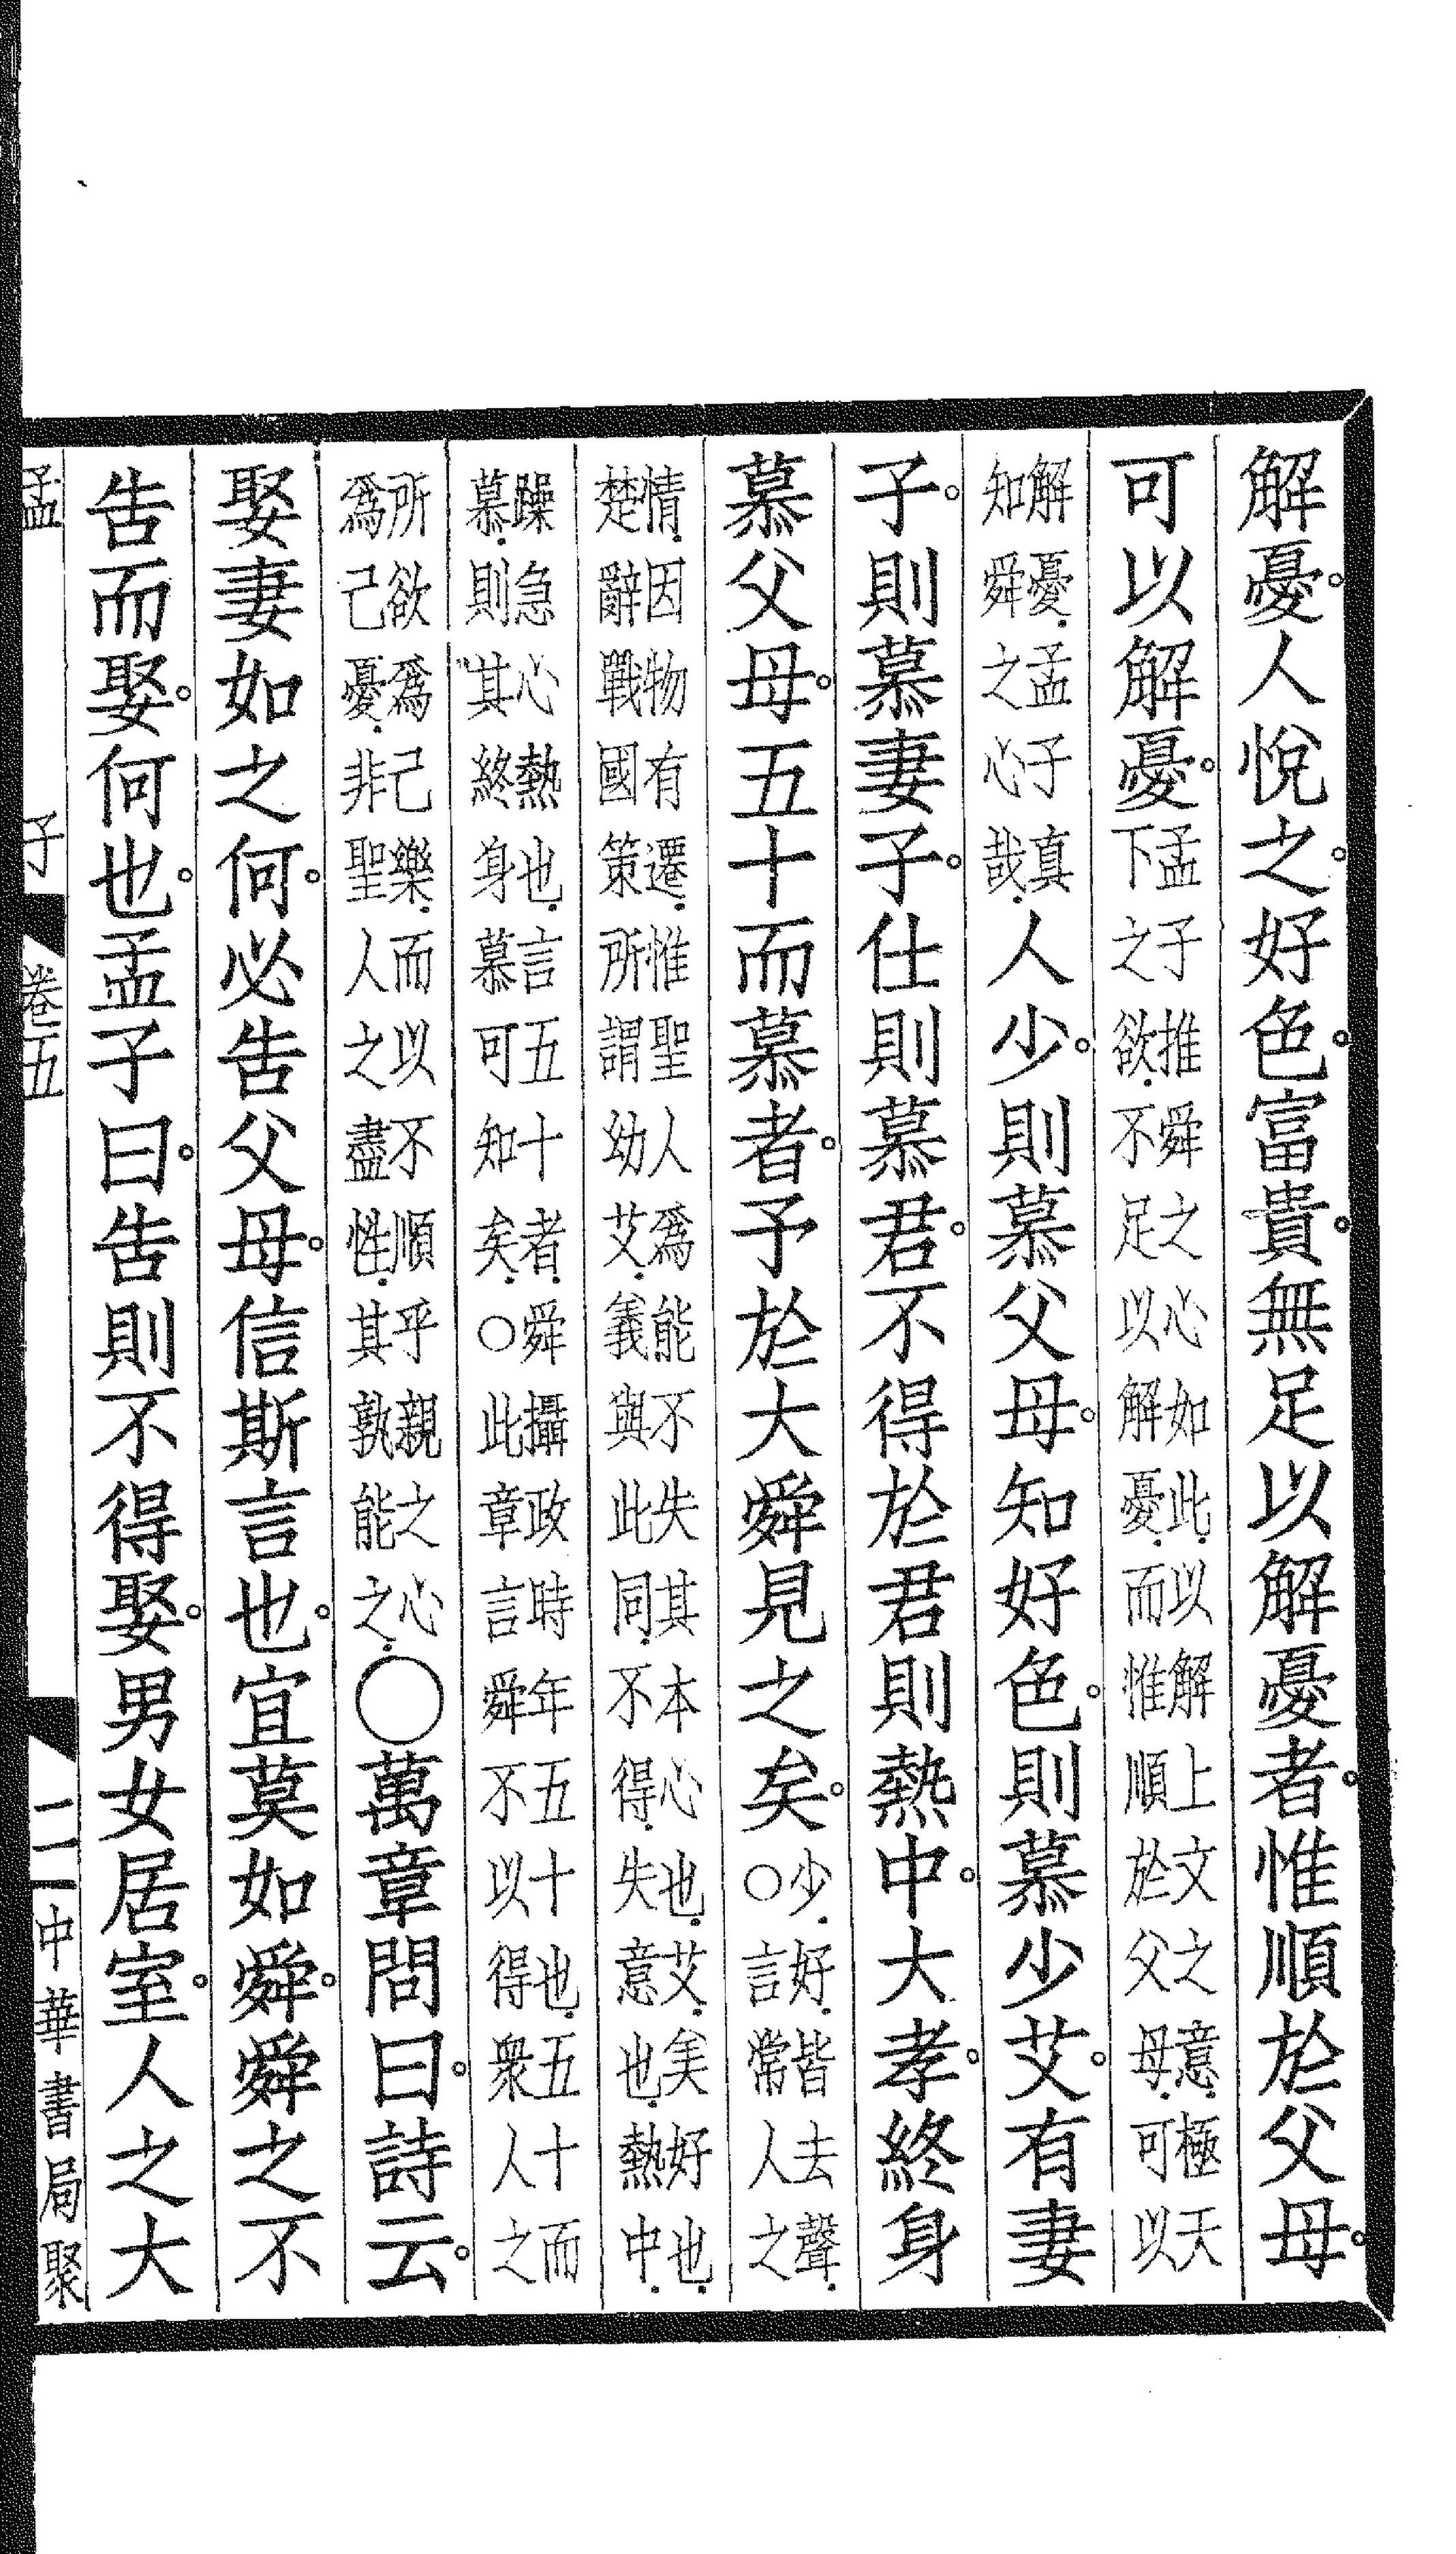 解憂。人悅之。好色。富貴。無足以解憂者。惟順於父母。
可以解憂。孟子推舜之心如此.以解上文之意.極天
下之欲.不足以解憂.而惟順於父母.可以
解憂.孟子真
知舜之心哉.人少。則慕父母。知好色。則慕少艾。有妻
子。則慕妻子。仕則慕君。不得於君則熱中。大孝終身
慕父母。五十而慕者。予於大舜見之矣。少.好.皆去聲.
○言常人之
情.因物有遷.惟聖人爲能不失其本心也.艾.美好也.
楚辭戰國策所謂幼艾.義與此同.不得.失意也.熱中.
躁急心熱也.言五十者.舜攝政時年五十也.五十而
慕.則其終身慕可知矣.○此章言舜不以得衆人之
所欲爲己樂.而以不順乎親之心
爲己憂.非聖人之盡性.其孰能之.○萬章問曰。詩云。
娶妻如之何。必告父母。信斯言也。宜莫如舜。舜之不
告而娶。何也。孟子曰。告則不得娶。男女居室。人之大
孟子 卷五 二 中華書局聚